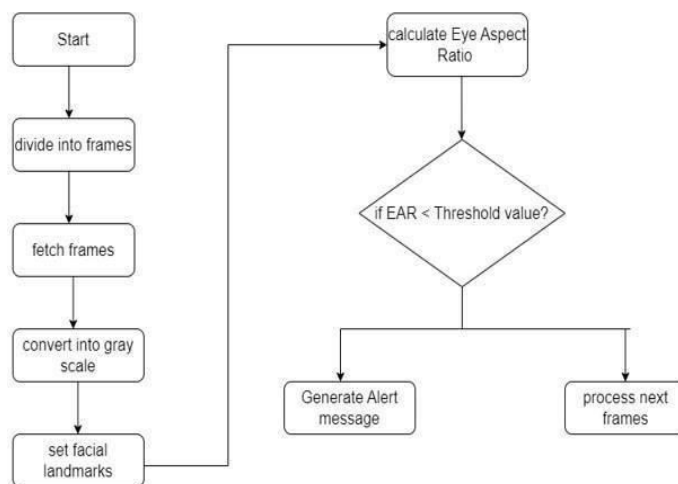 Start
divide into frames
fetch frames
convert into gray
scale
set facial
landmarks
calculate Eye Aspect
Ratio
if EAR < Threshold value?
Generate Alert
message
process next
frames